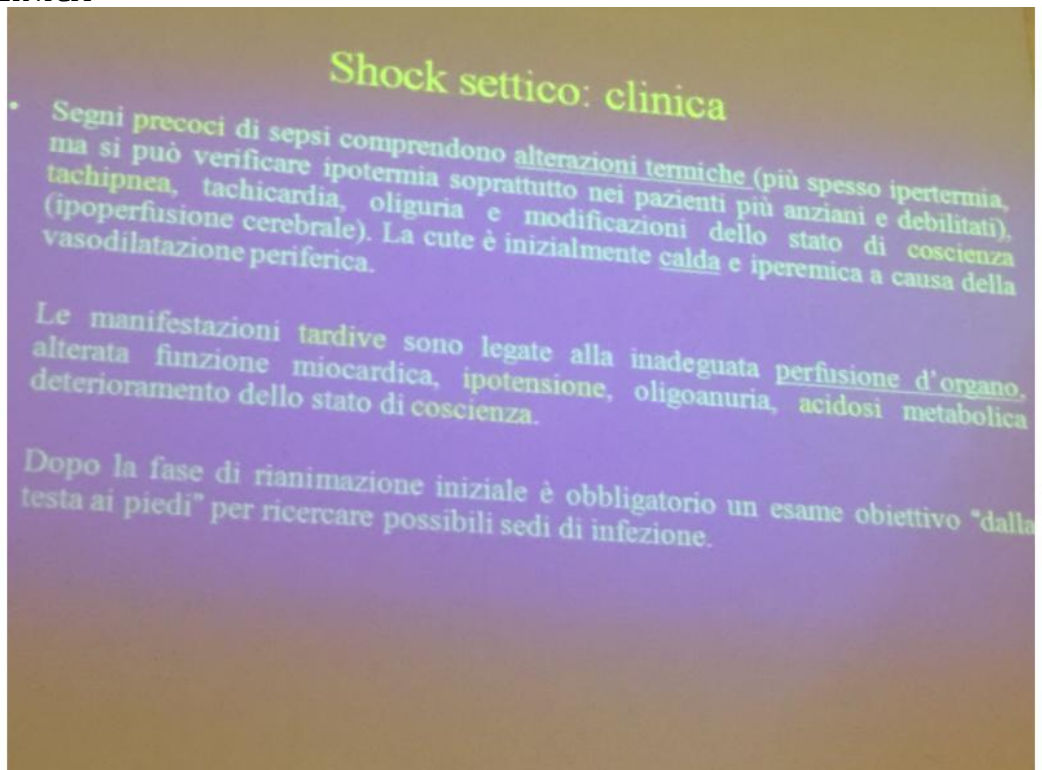 Shock settico: clinica
• Segni precoci di sepsi comprendono alterazioni termiche (più spesso ipertermia,
ma si può verificare ipotermia soprattutto nei pazienti più anziani e debilitati),
tachipnea, tachicardia, oliguria e modificazioni dello stato di coscienza
(ipoperfusione cerebrale). La cute è inizialmente calda e iperemica a causa della
vasodilatazione periferica.
Le manifestazioni tardive sono legate alla inadeguata perfusione d'organo,
alterata funzione miocardica, ipotensione, oligoanuria, acidosi metabolica
deterioramento dello stato di coscienza.
Dopo la fase di rianimazione iniziale è obbligatorio un esame obiettivo "dalla
testa ai piedi" per ricercare possibili sedi di infezione.